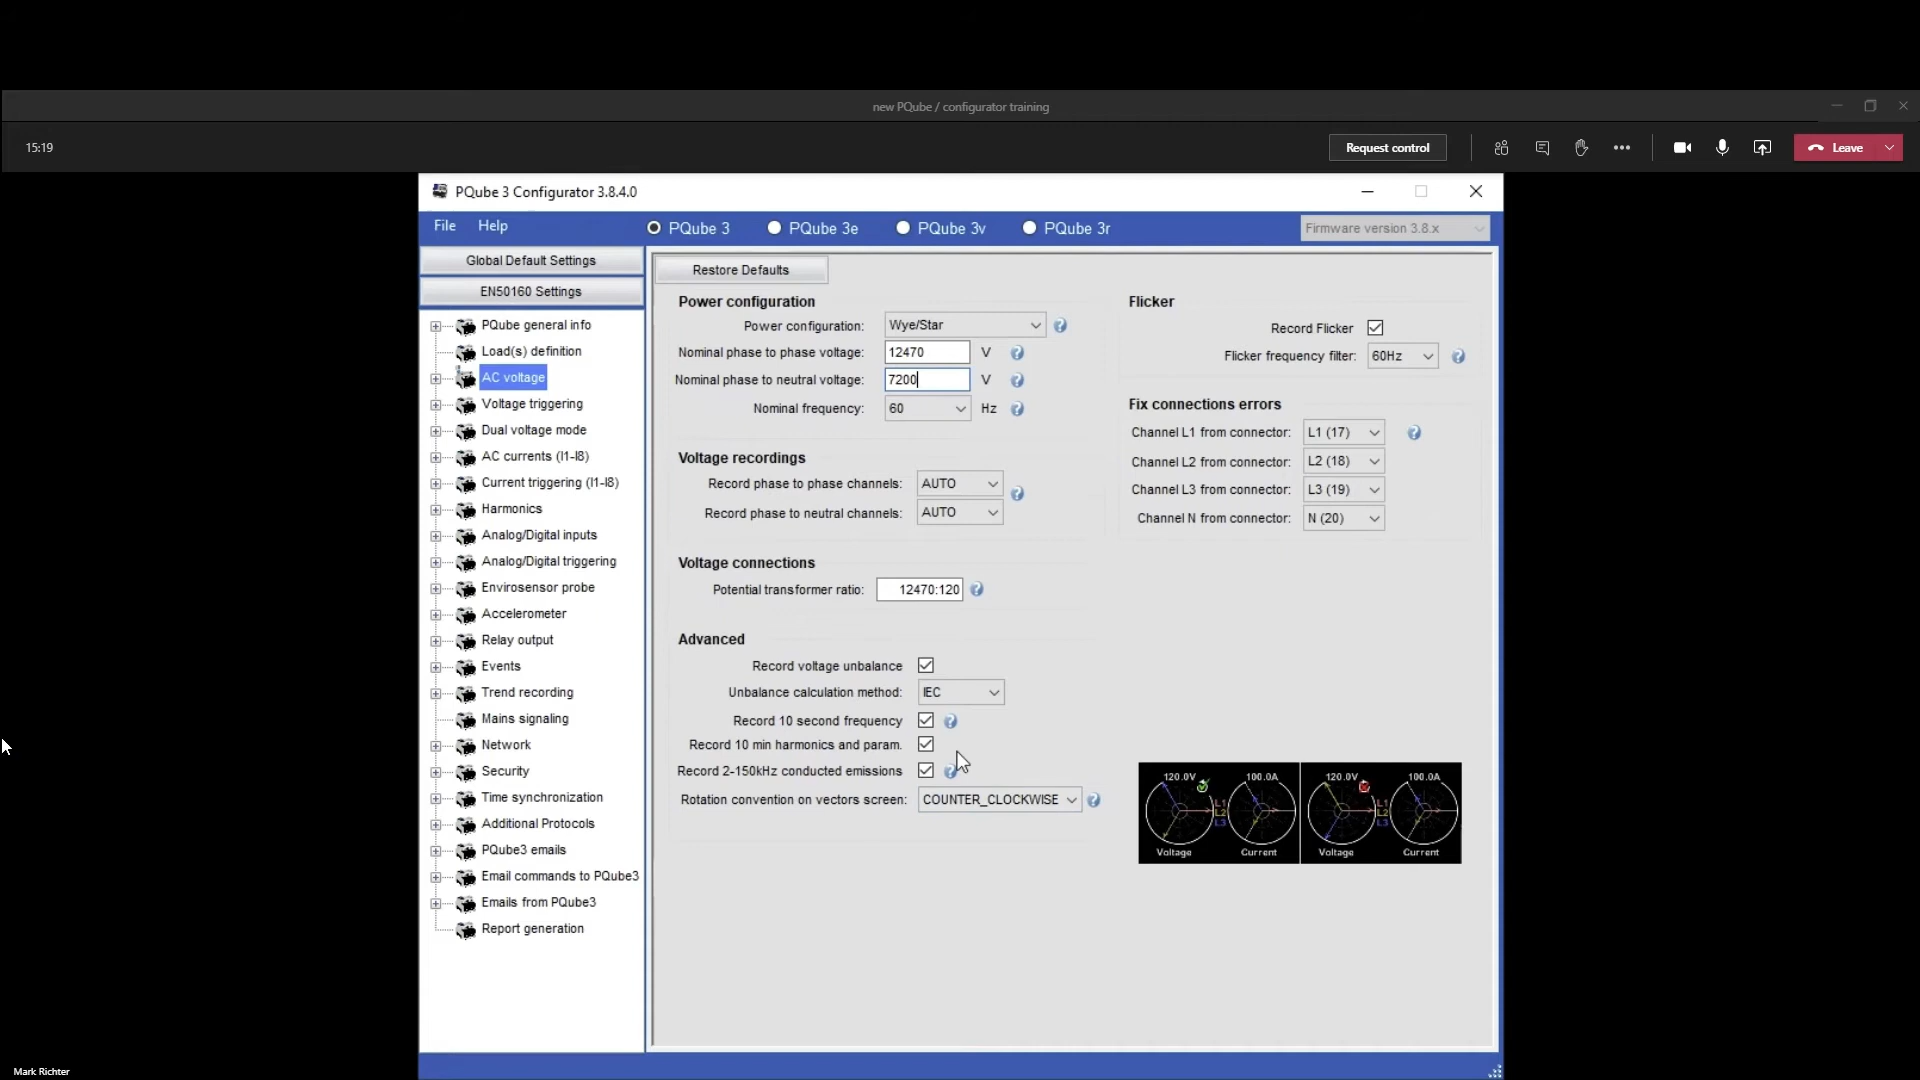 new PQube / configurator training
15:19
Request control
Leave
PQube 3 Configurator 3.8.4.0
File Help
PQube 3 PQube 3e PQube 3v PQube 3r
Firmware version 3.8.x
Global Default Settings
EN50160 Settings
PQube general info
Load(s) definition
AC voltage
Voltage triggering
Dual voltage mode
AC currents (I1-I8)
Current triggering (I1-I8)
Harmonics
Analog/Digital inputs
Analog/Digital triggering
Envirosensor probe
Accelerometer
Relay output
Events
Trend recording
Mains signaling
Network
Security
Time synchronization
Additional Protocols
PQube3 emails
Email commands to PQube3
Emails from PQube3
Report generation
Restore Defaults
Power configuration
Power configuration: Wye/Star
Nominal phase to phase voltage: 12470 V
Nominal phase to neutral voltage: 7200 V
Nominal frequency: 60 Hz
Voltage recordings
Record phase to phase channels: AUTO
Record phase to neutral channels: AUTO
Voltage connections
Potential transformer ratio: 12470:120
Advanced
Record voltage unbalance
Unbalance calculation method: IEC
Record 10 second frequency
Record 10 min harmonics and param.
Record 2-150kHz conducted emissions
Rotation convention on vectors screen: COUNTER_CLOCKWISE
Flicker
Record Flicker
Flicker frequency filter: 60Hz
Fix connections errors
Channel L1 from connector: L1 (17)
Channel L2 from connector: L2 (18)
Channel L3 from connector: L3 (19)
Channel N from connector: N (20)
120.0V 100.0A 120.0V 100.0A
L1 L1
L2 L2
L3 L3
Voltage Current Voltage Current
Mark Richter